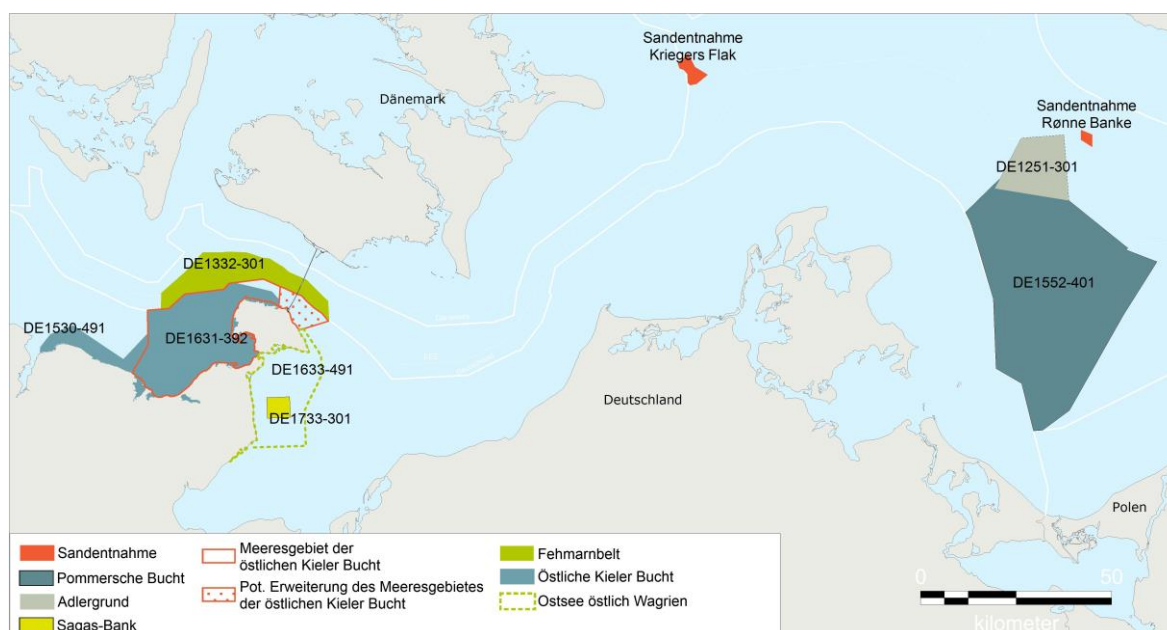 Sandentnahme
Kriegers Flak
Dänemark
Sandentnahme
Rønne Banke
DE1251-301
DE1332-301
DE1552-401
DE1530-491
DE1631-392
DE1633-491
DE1733-301
Deutschland
Polen
Sandentnahme
Pommersche Bucht
Adlergrund
Sagas-Bank
Meeresgebiet der
östlichen Kieler Bucht
Pot. Erweiterung des Meeresgebietes
der östlichen Kieler Bucht
Fehmarnbelt
Östliche Kieler Bucht
Ostsee östlich Wagrien
0 50
kilometer